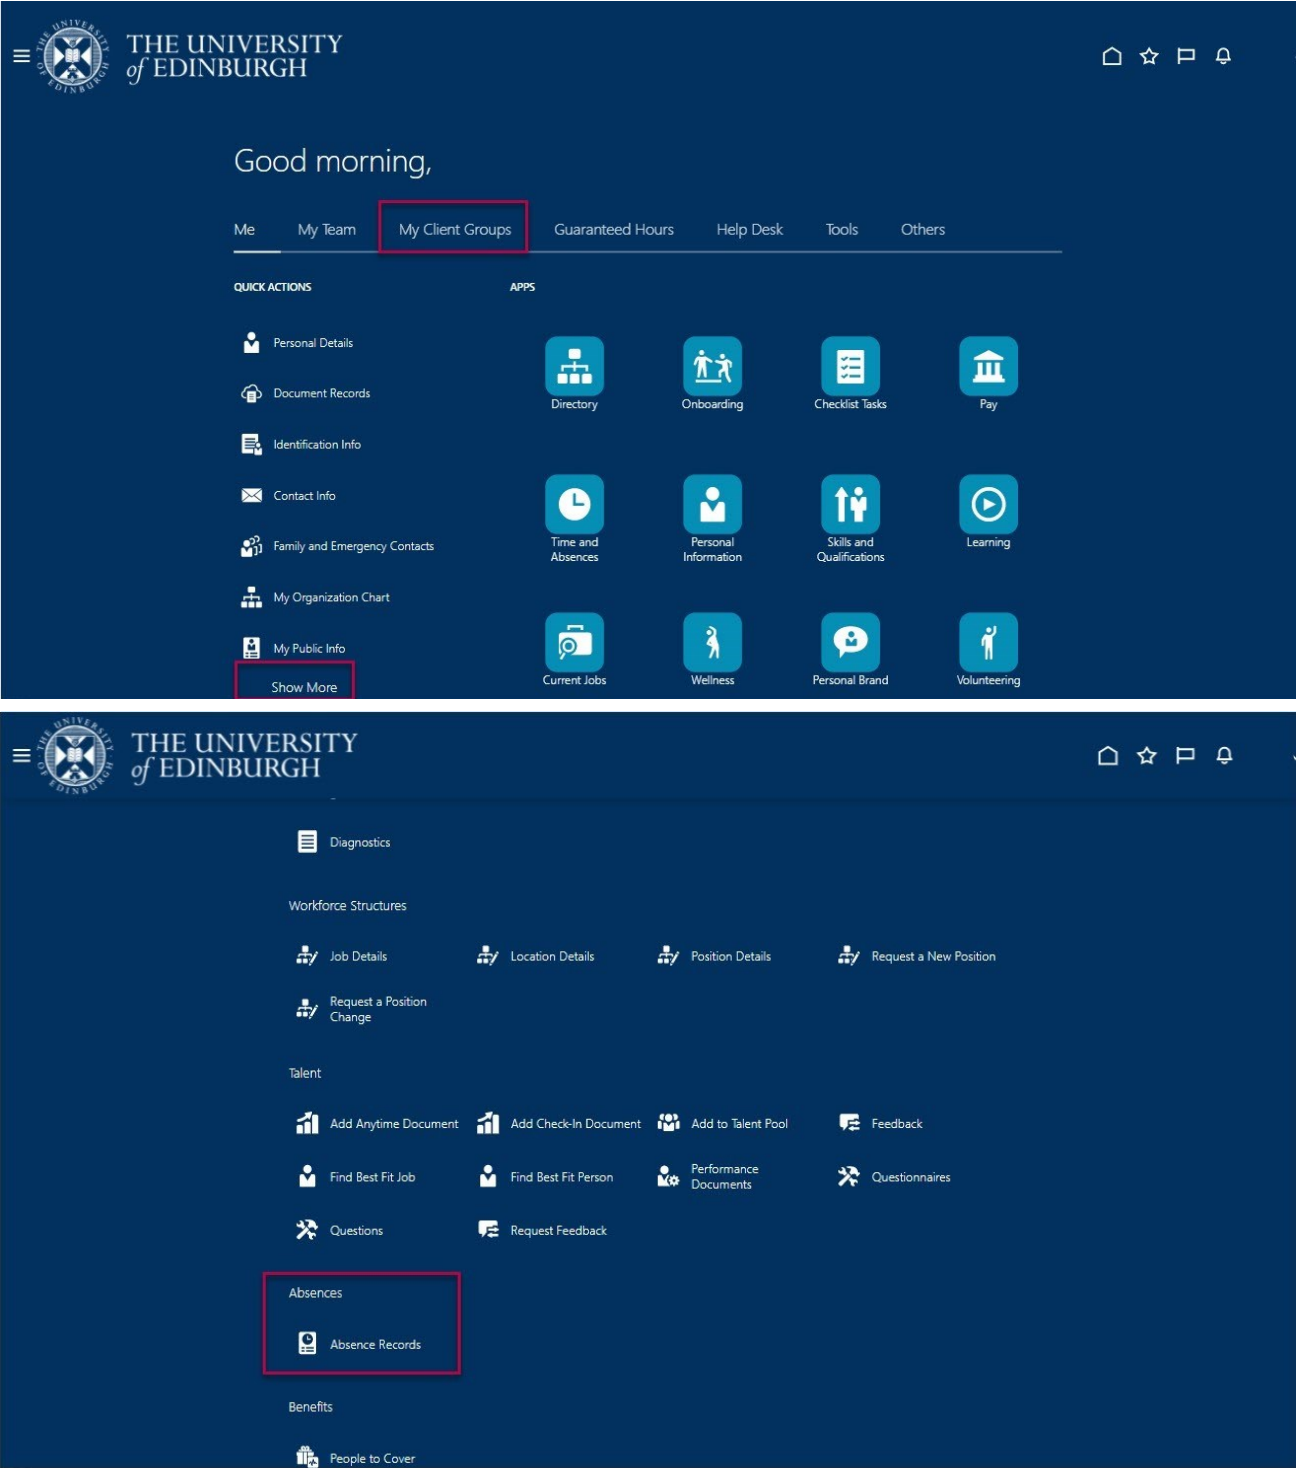 THE UNIVERSITY
of EDINBURGH
Good morning,
Me My Team My Client Groups Guaranteed Hours Help Desk Tools Others
QUICK ACTIONS
Personal Details
Document Records
Identification Info
Contact Info
Family and Emergency Contacts
My Organization Chart
My Public Info
Show More
APPS
Directory
Onboarding
Checklist Tasks
Pay
Time and
Absences
Personal
Information
Skills and
Qualifications
Learning
Current Jobs
Wellness
Personal Brand
Volunteering
THE UNIVERSITY
of EDINBURGH
Diagnostics
Workforce Structures
Job Details
Location Details
Position Details
Request a New Position
Request a Position
Change
Talent
Add Anytime Document
Add Check-In Document
Add to Talent Pool
Feedback
Find Best Fit Job
Find Best Fit Person
Performance
Documents
Questionnaires
Questions
Request Feedback
Absences
Absence Records
Benefits
People to Cover